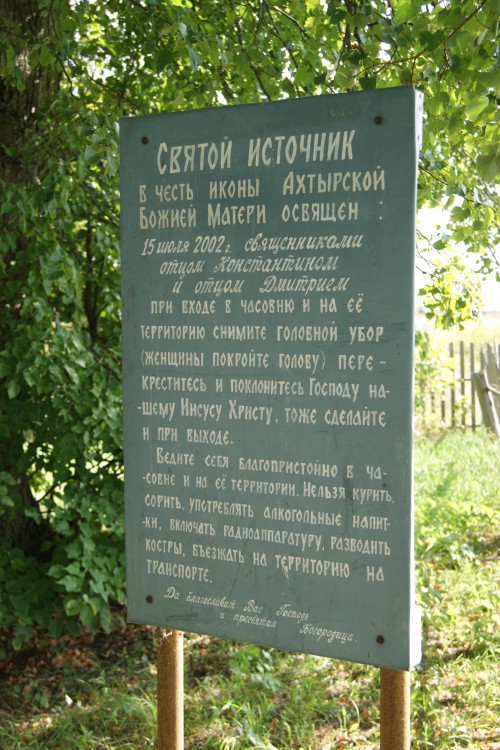 Святой источник
в честь иконы Ахтырской
Божией Матери освящен :
15 июля 2002 г. священниками
отцом Константином
и отцом Дмитрием
при входе в часовню и на её
территорию снимите головной убор
(женщины покройте голову) пере-
креститесь и поклонитесь Господу на-
-шему Иисусу Христу, тоже сделайте
и при выходе.
Ведите себя благопристойно в ча-
-совне и на её территории. Нельзя курить,
сорить, употреблять алкогольные напит-
-ки, включать радиоаппаратуру, разводить
костры, въезжать на территорию на
транспорте.
Да благославит Вас Господь
и пресвятая Богородица.